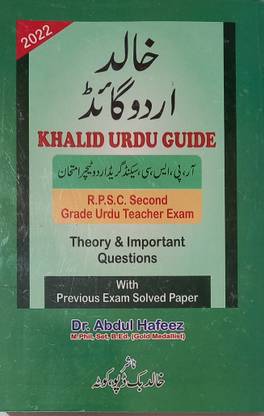 2022
خالد
اردو گائڈ
KHALID URDU GUIDE
آر، پی، ایس، سی، سیکنڈ گریڈ اردو ٹیچر امتحان
R.P.S.C. Second
Grade Urdu Teacher Exam
Theory & Important
Questions
With
Previous Exam Solved Paper
Dr. Abdul Hafeez
M.Phil, Set, B.Ed. (Gold Medallist)
ناشر
خالد بک ڈپو، کوٹہ